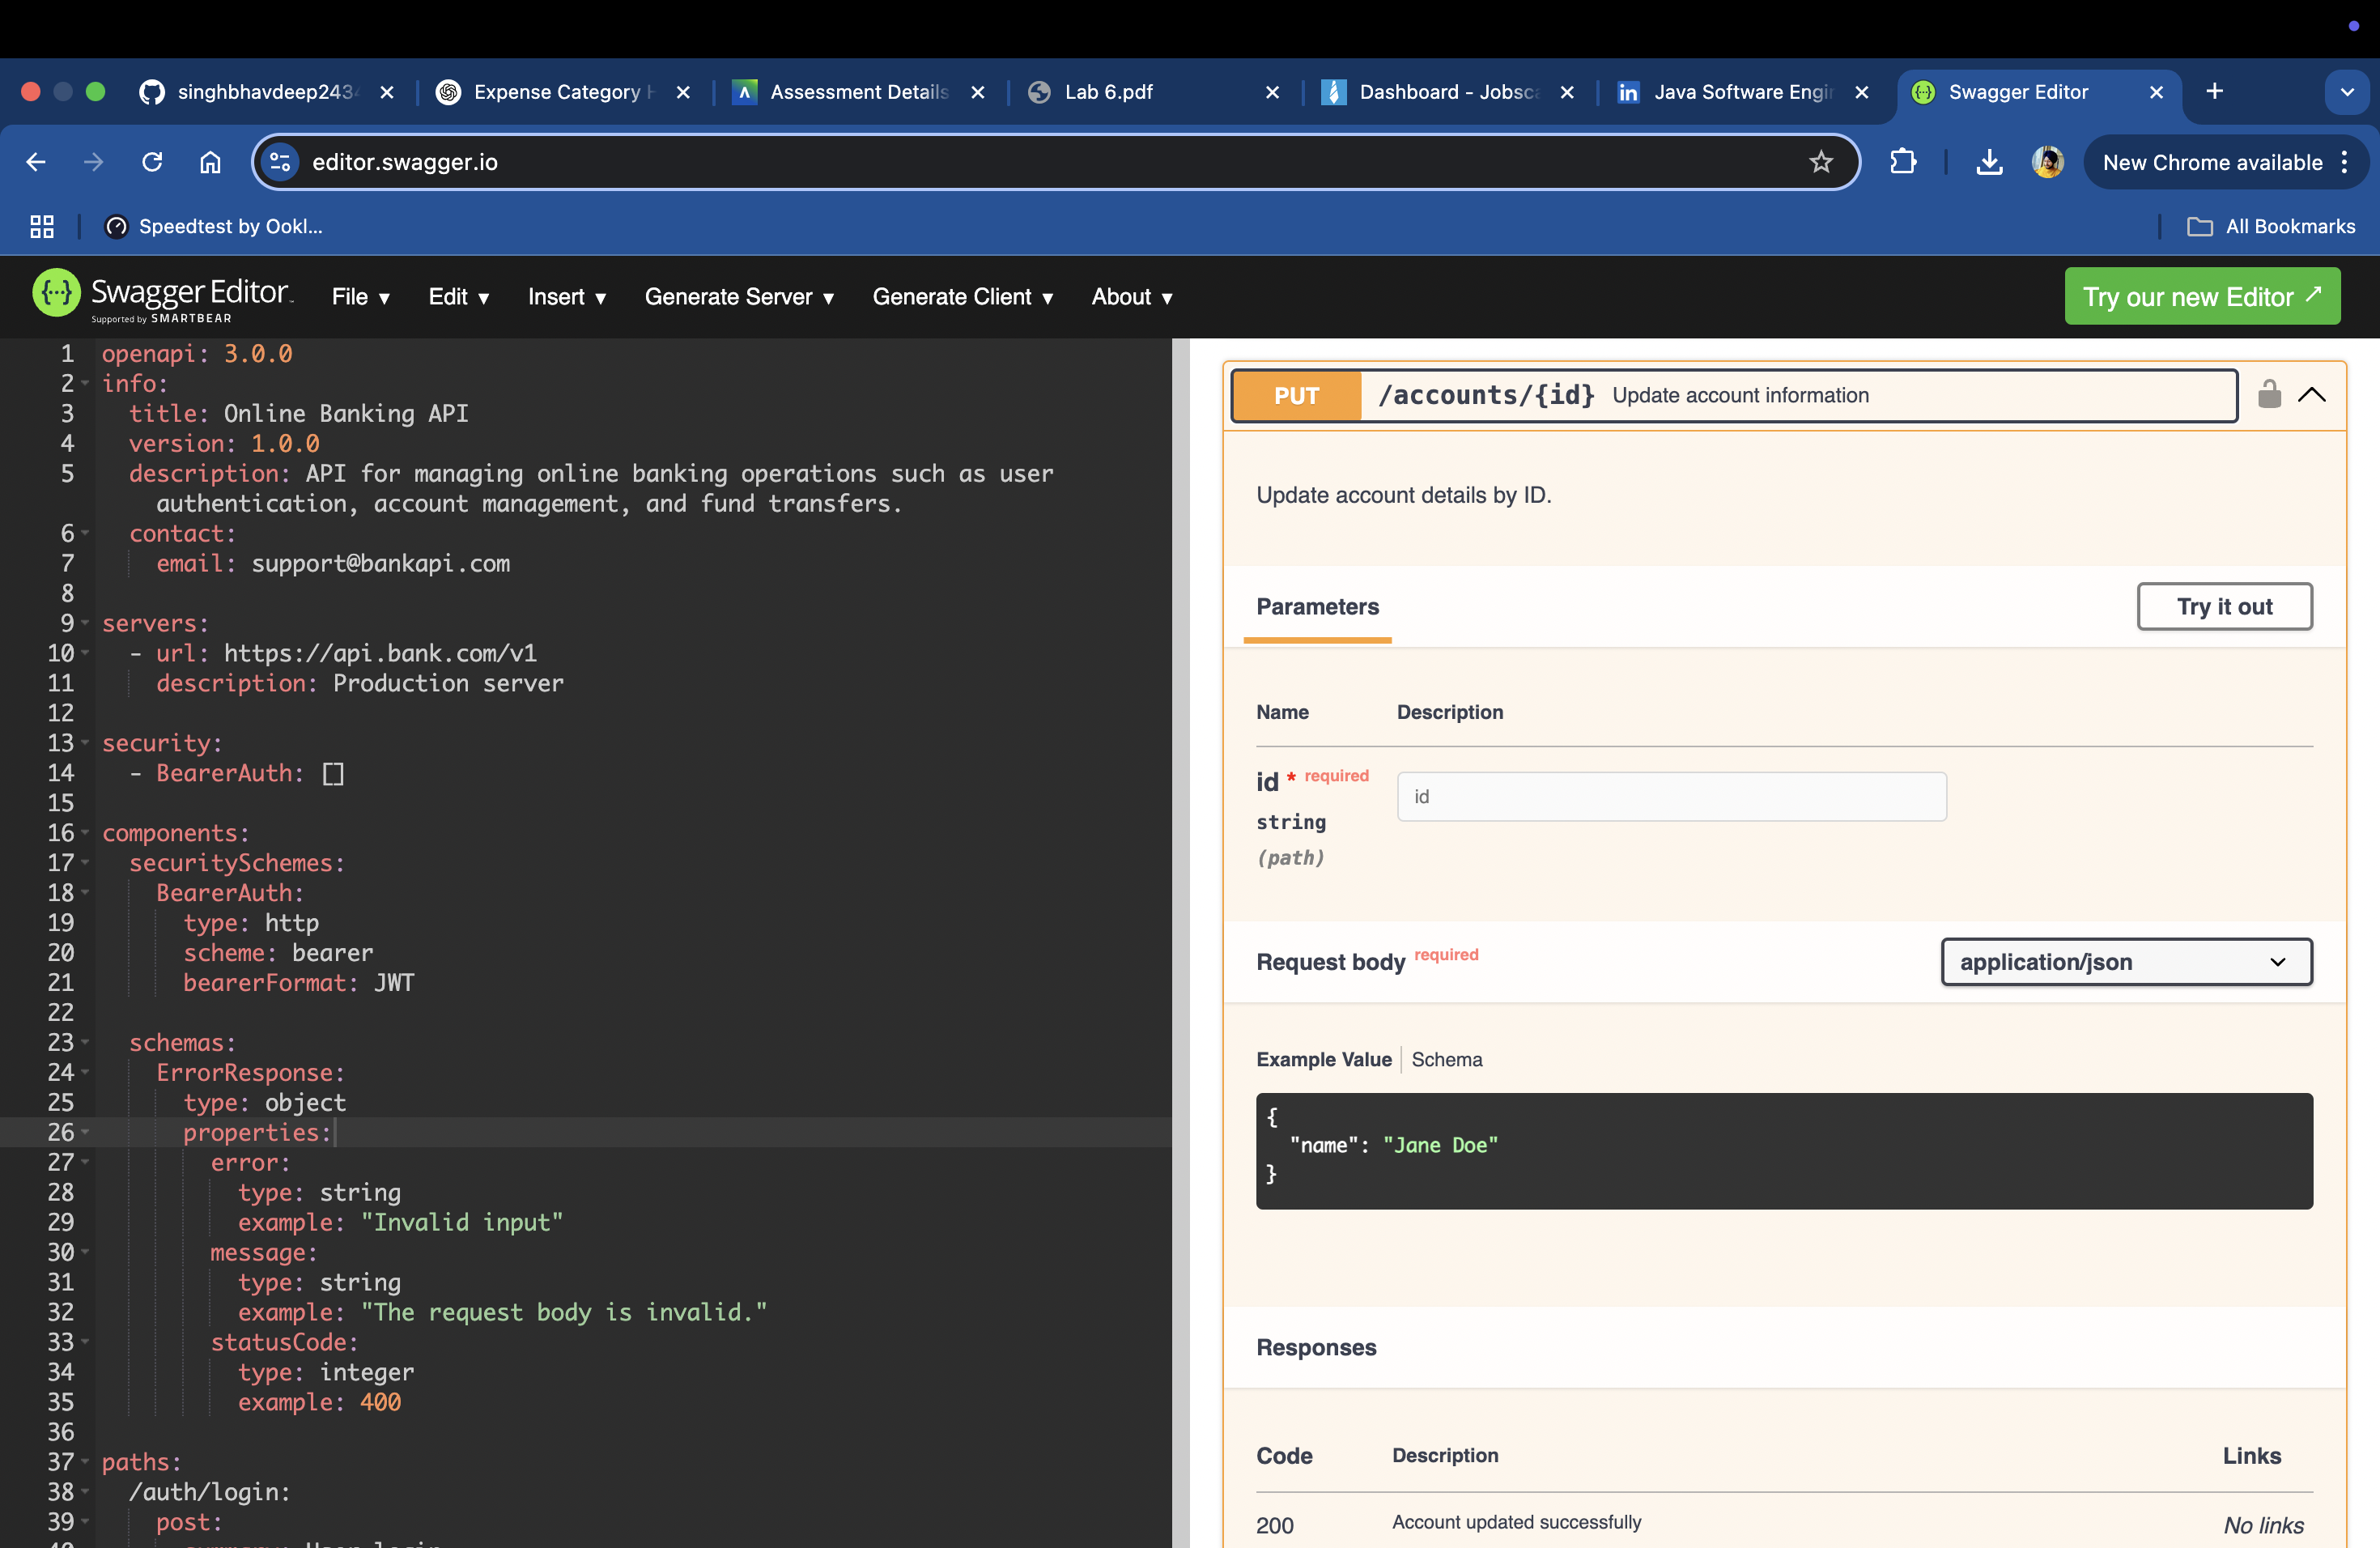 singhbhavdeep243
Expense Category
Assessment Details
Lab 6.pdf
Dashboard - Jobsc
Java Software Engi
Swagger Editor
editor.swagger.io
New Chrome available
Speedtest by Ookl...
All Bookmarks
Swagger Editor
Supported by SMARTBEAR
File
Edit
Insert
Generate Server
Generate Client
About
Try our new Editor
1 openapi: 3.0.0
2 info:
3 title: Online Banking API
4 version: 1.0.0
5 description: API for managing online banking operations such as user
authentication, account management, and fund transfers.
6 contact:
7 email: support@bankapi.com
8
9 servers:
10 - url: https://api.bank.com/v1
11 description: Production server
12
13 security:
14 - BearerAuth: []
15
16 components:
17 securitySchemes:
18 BearerAuth:
19 type: http
20 scheme: bearer
21 bearerFormat: JWT
22
23 schemas:
24 ErrorResponse:
25 type: object
26 properties:
27 error:
28 type: string
29 example: "Invalid input"
30 message:
31 type: string
32 example: "The request body is invalid."
33 statusCode:
34 type: integer
35 example: 400
36
37 paths:
38 /auth/login:
39 post:
PUT /accounts/{id} Update account information
Update account details by ID.
Parameters
Try it out
Name Description
id * required
id
string
(path)
Request body required
application/json
Example Value Schema
{
"name": "Jane Doe"
}
Responses
Code Description Links
200 Account updated successfully No links